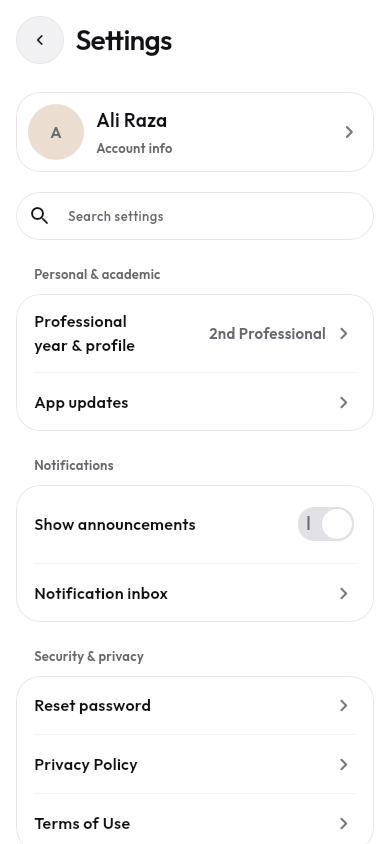 Settings
A
Ali Raza
Account info
Search settings
Personal & academic
Professional
year & profile
2nd Professional
App updates
Notifications
Show announcements
Notification inbox
Security & privacy
Reset password
Privacy Policy
Terms of Use